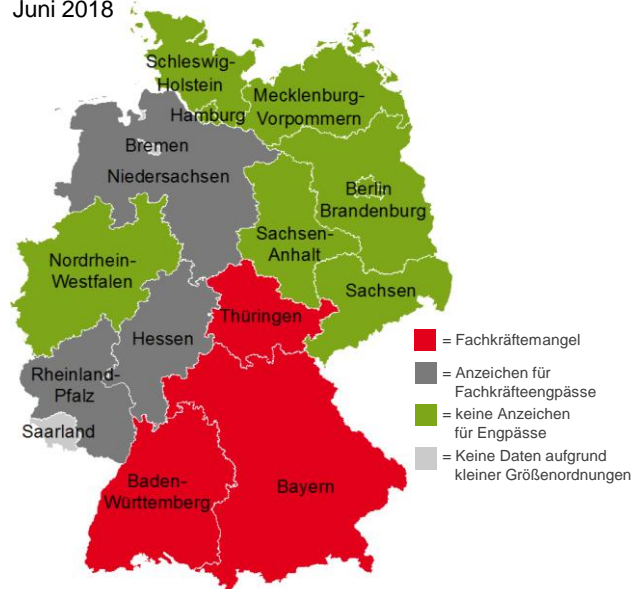 Juni 2018
Schleswig-
Holstein
Mecklenburg-
Vorpommern
Hamburg
Bremen
Niedersachsen
Berlin
Brandenburg
Sachsen-
Anhalt
Nordrhein-
Westfalen
Sachsen
Thüringen
Hessen
Rheinland-
Pfalz
Saarland
Baden-
Württemberg
Bayern
= Fachkräftemangel
= Anzeichen für
Fachkräfteengpässe
= keine Anzeichen
für Engpässe
= Keine Daten aufgrund
kleiner Größenordnungen